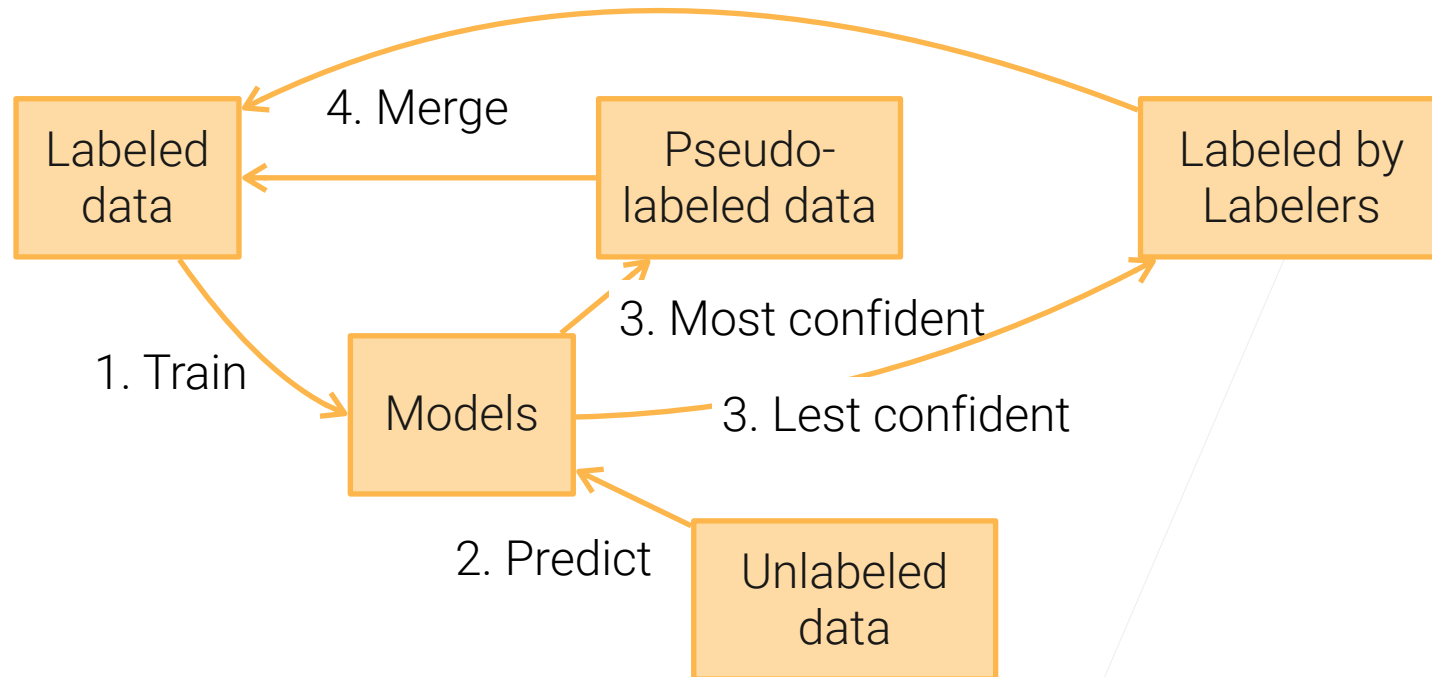 4. Merge
Labeled
data
Pseudo-
labeled data
Labeled by
Labelers
3. Most confident
1. Train
Models
3. Lest confident
2. Predict
Unlabeled
data